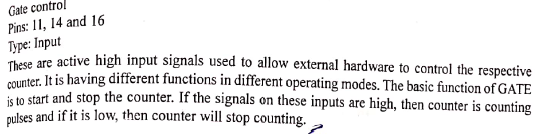 Gate control
Pins: 11, 14 and 16
Type: Input
These are active high input signals used to allow external hardware to control the respective
counter. It is having different functions in different operating modes. The basic function of GATE
is to start and stop the counter. If the signals on these inputs are high, then counter is counting
pulses and if it is low, then counter will stop counting.